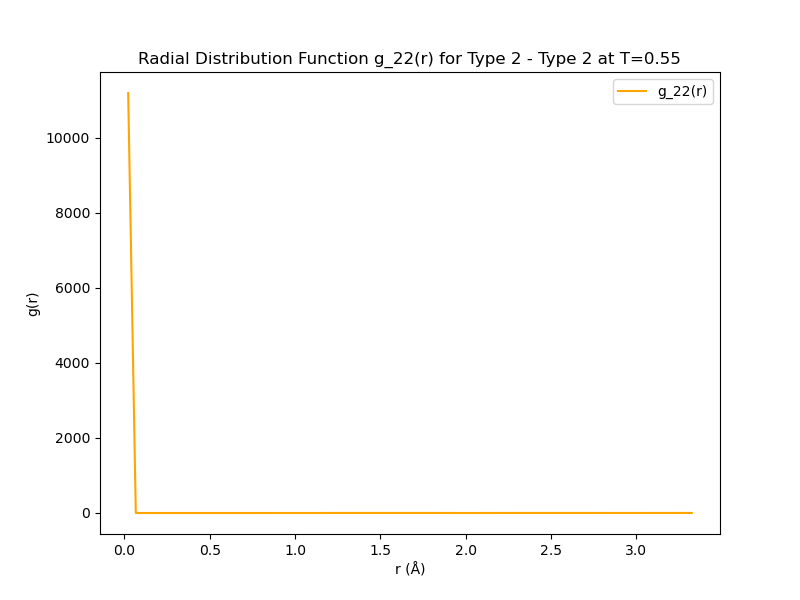 Radial Distribution Function g_22(r) for Type 2 - Type 2 at T=0.55
g_22(r)
g(r)
10000
8000
6000
4000
2000
0
0.0 0.5 1.0 1.5 2.0 2.5 3.0
r (Å)